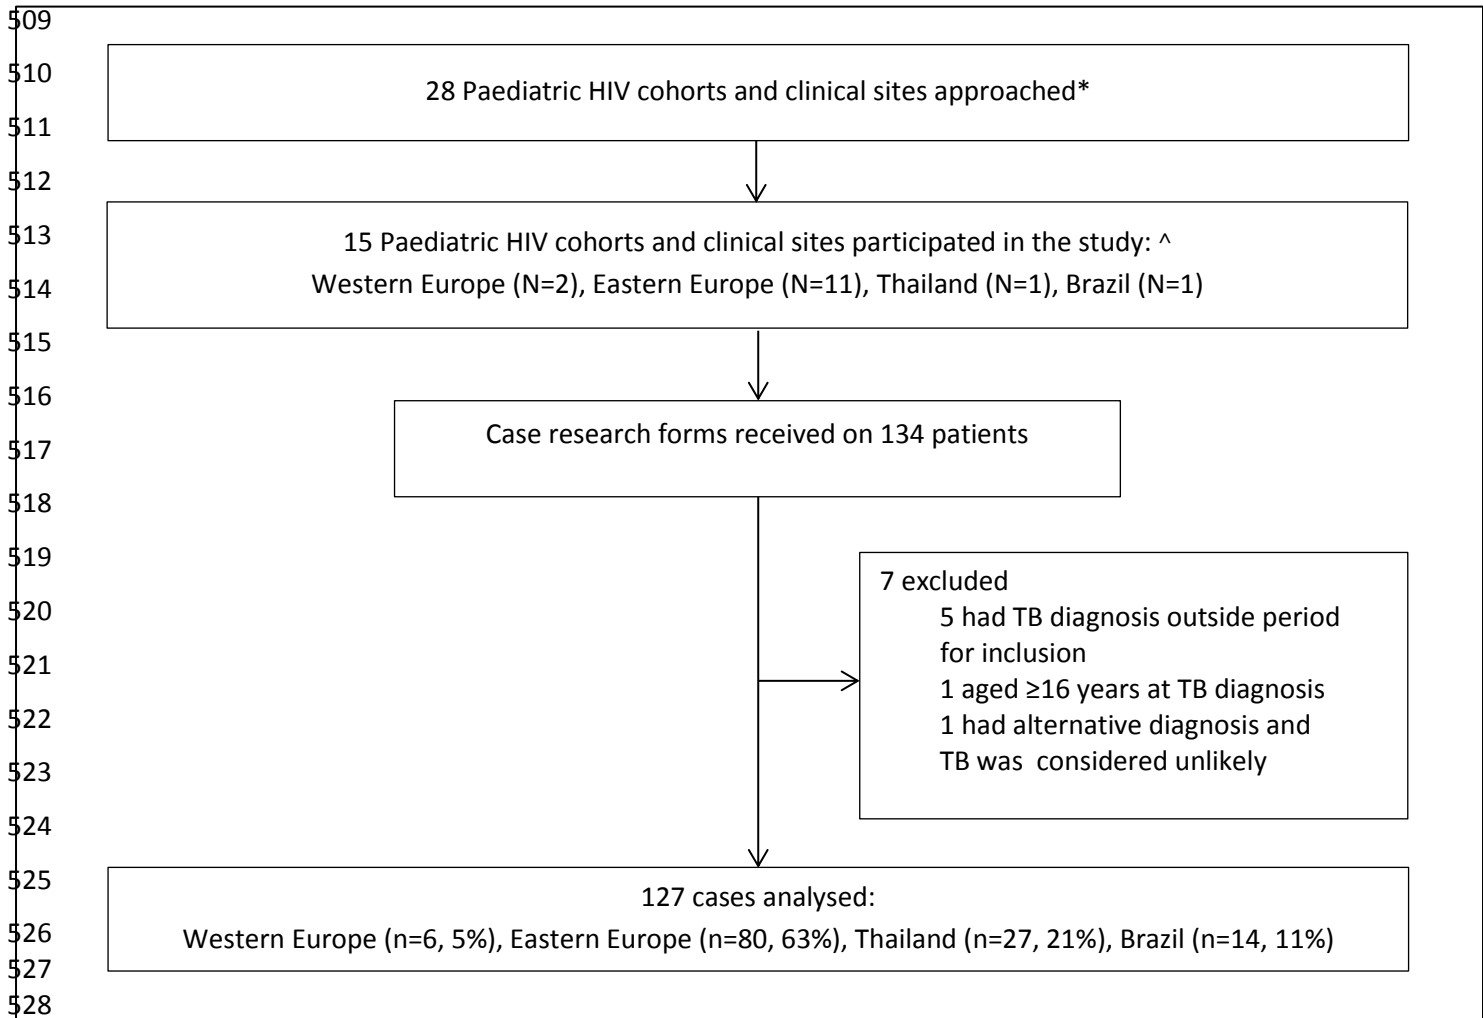 509
510
28 Paediatric HIV cohorts and clinical sites approached*
511
512
513
15 Paediatric HIV cohorts and clinical sites participated in the study: ^
514
Western Europe (N=2), Eastern Europe (N=11), Thailand (N=1), Brazil (N=1)
515
516
517
Case research forms received on 134 patients
518
519
7 excluded
520
5 had TB diagnosis outside period
for inclusion
521
1 aged ≥16 years at TB diagnosis
522
1 had alternative diagnosis and
TB was considered unlikely
523
524
525
127 cases analysed:
526
Western Europe (n=6, 5%), Eastern Europe (n=80, 63%), Thailand (n=27, 21%), Brazil (n=14, 11%)
527
528